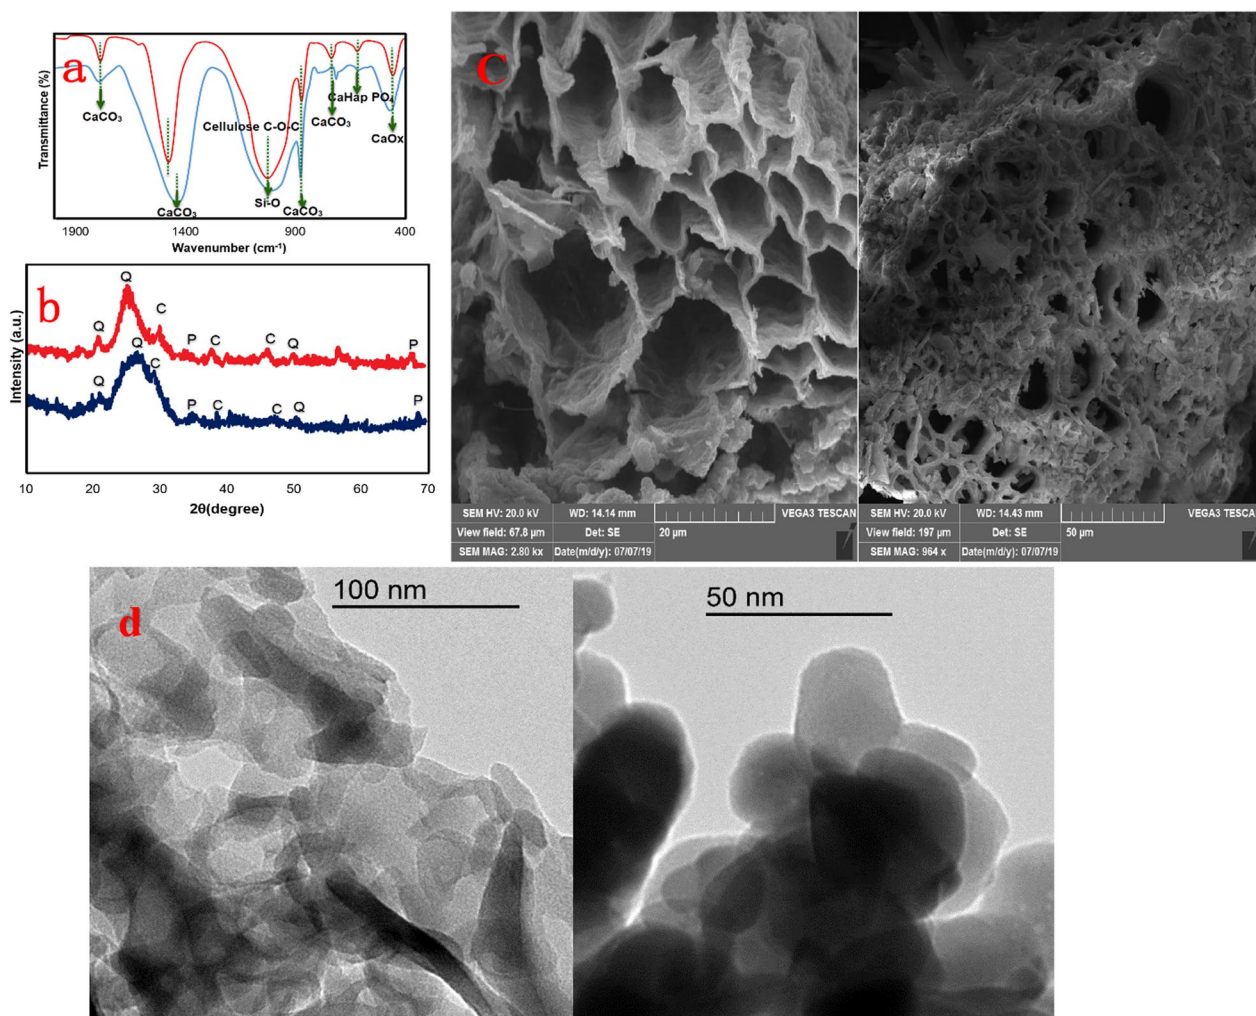 a
Transmittance (%)
CaCO3
CaHap PO4
Cellulose C-O-C
CaCO3
CaOx
CaCO3
Si-O
CaCO3
1900
1400
900
400
Wavenumber (cm-1)
b
Intensity (a.u.)
Q
Q
C
P
C
C
Q
P
Q
Q
C
P
C
C
Q
P
10
20
30
40
50
60
70
2θ(degree)
C
SEM HV: 20.0 kV
WD: 14.14 mm
VEGA3 TESCAN
View field: 67.8 µm
Det: SE
20 µm
SEM MAG: 2.80 kx
Date(m/d/y): 07/07/19
SEM HV: 20.0 kV
WD: 14.43 mm
VEGA3 TESCA
View field: 197 µm
Det: SE
50 µm
SEM MAG: 964 x
Date(m/d/y): 07/07/19
d
100 nm
50 nm